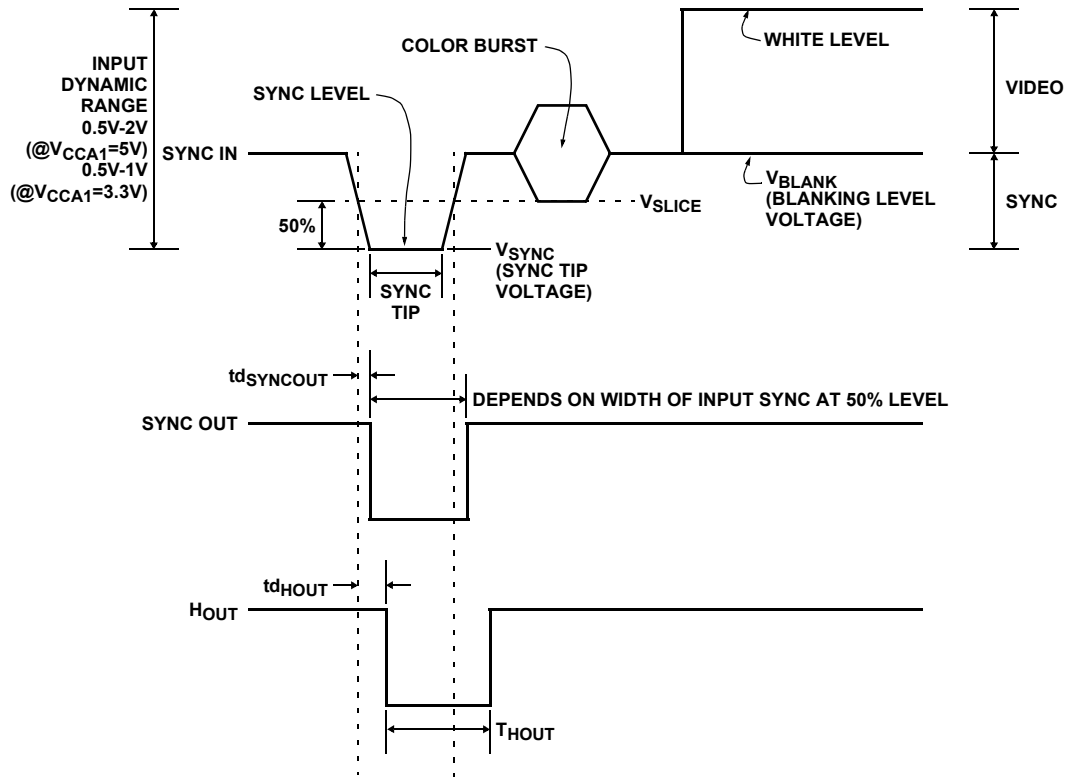 INPUT
DYNAMIC
RANGE
0.5V-2V
(@VCCA1=5V)
0.5V-1V
(@VCCA1=3.3V)
SYNC IN
SYNC LEVEL
COLOR BURST
WHITE LEVEL
VIDEO
VBLANK
(BLANKING LEVEL
VOLTAGE)
SYNC
VSLICE
50%
VSYNC
(SYNC TIP
VOLTAGE)
SYNC
TIP
tdSYNCOUT
DEPENDS ON WIDTH OF INPUT SYNC AT 50% LEVEL
SYNC OUT
tdHOUT
HOUT
THOUT